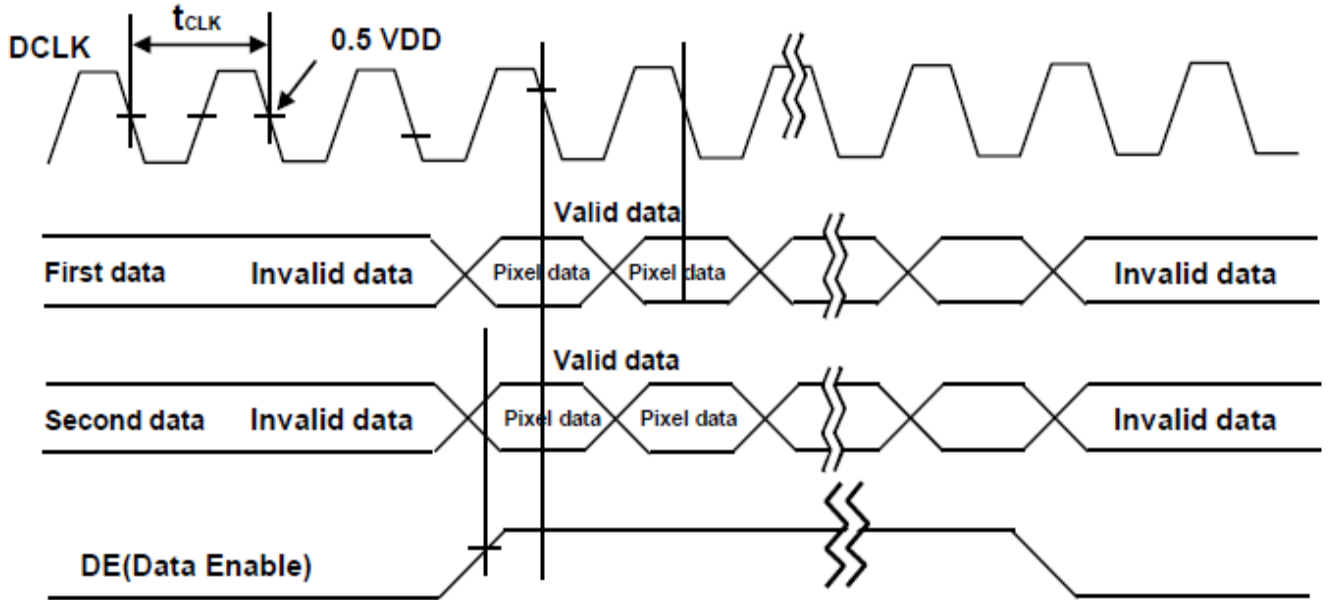 tCLK
DCLK
0.5 VDD
Valid data
First data Invalid data Pixel data Pixel data Invalid data
Valid data
Second data Invalid data Pixel data Pixel data Invalid data
DE(Data Enable)